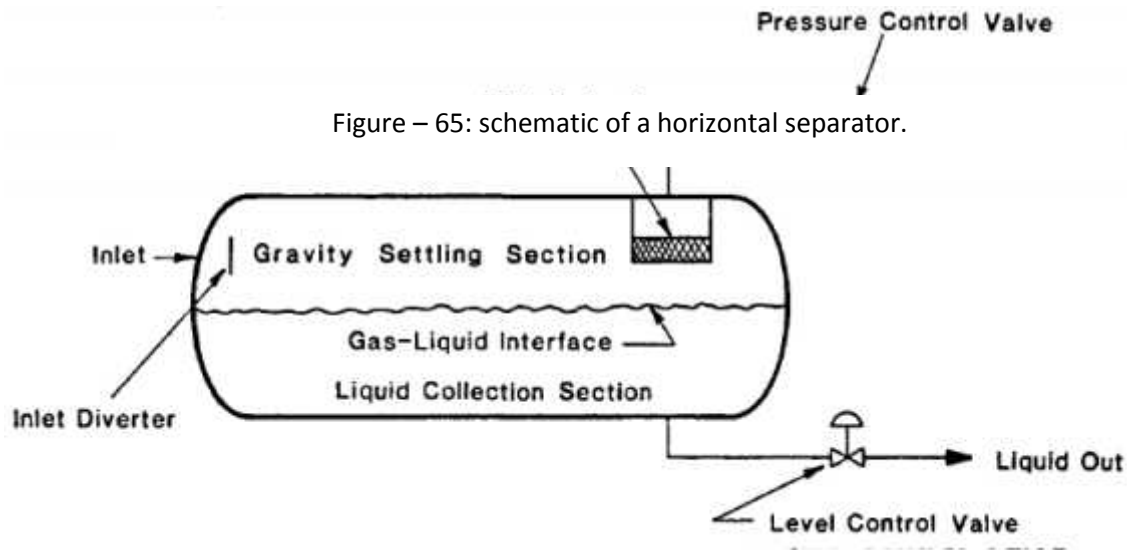 Pressure Control Valve
Figure – 65: schematic of a horizontal separator.
Inlet
Gravity Settling Section
Gas-Liquid Interface
Liquid Collection Section
Inlet Diverter
Liquid Out
Level Control Valve